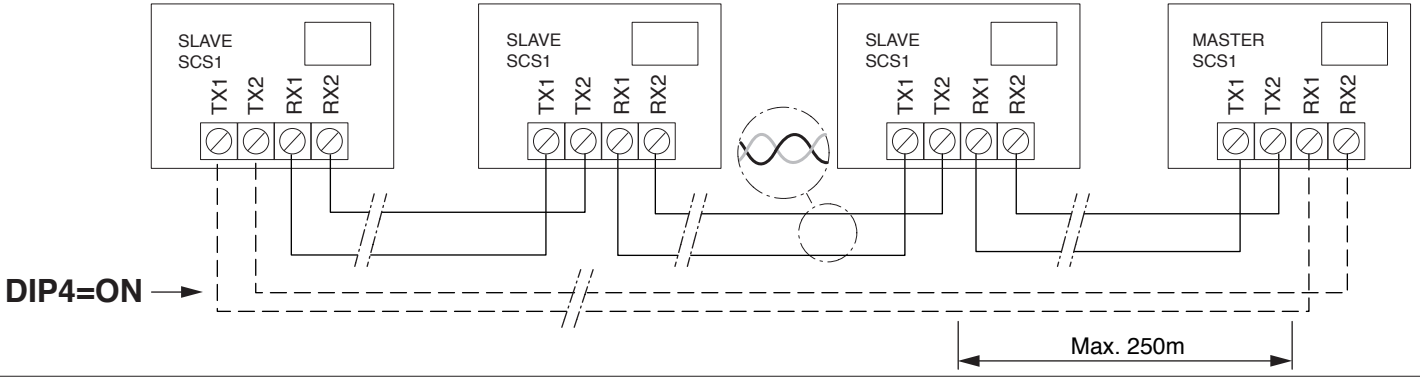 SLAVE
SCS1
TX1 TX2 RX1 RX2
SLAVE
SCS1
TX1 TX2 RX1 RX2
SLAVE
SCS1
TX1 TX2 RX1 RX2
MASTER
SCS1
TX1 TX2 RX1 RX2
DIP4=ON
Max. 250m